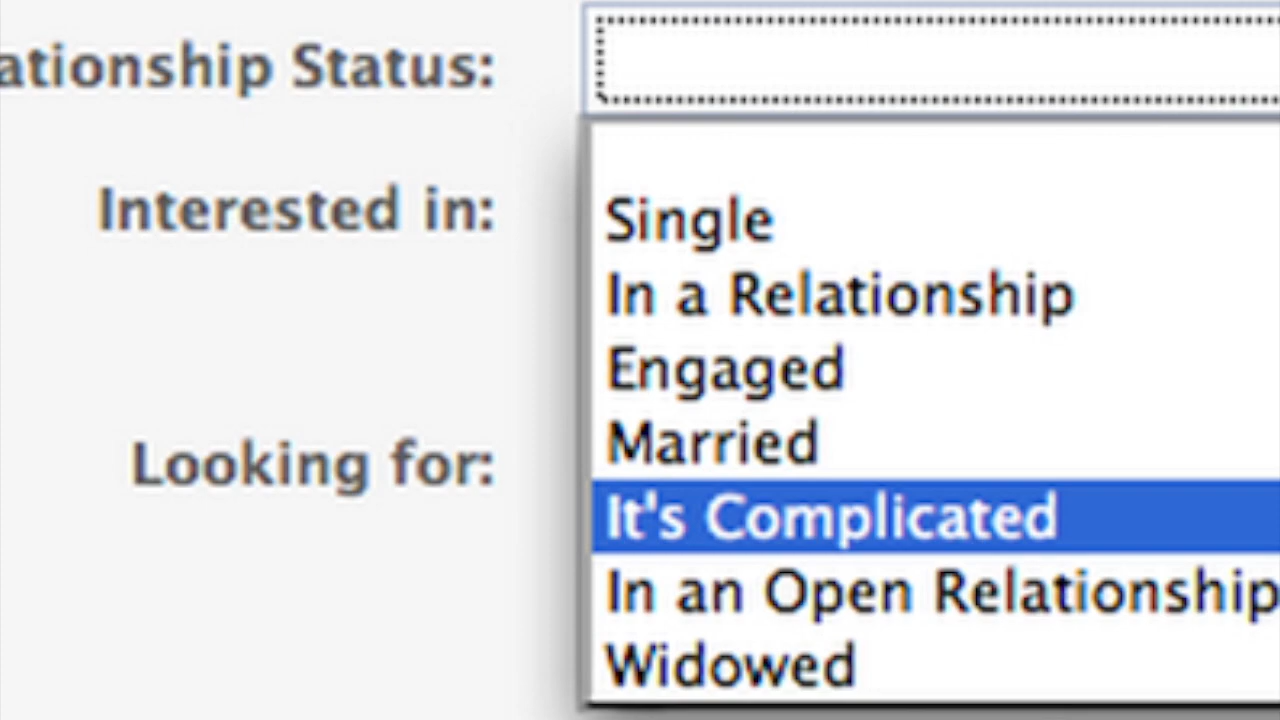 ationship Status:
Interested in:
Looking for:
Single
In a Relationship
Engaged
Married
It's Complicated
In an Open Relationship
Widowed